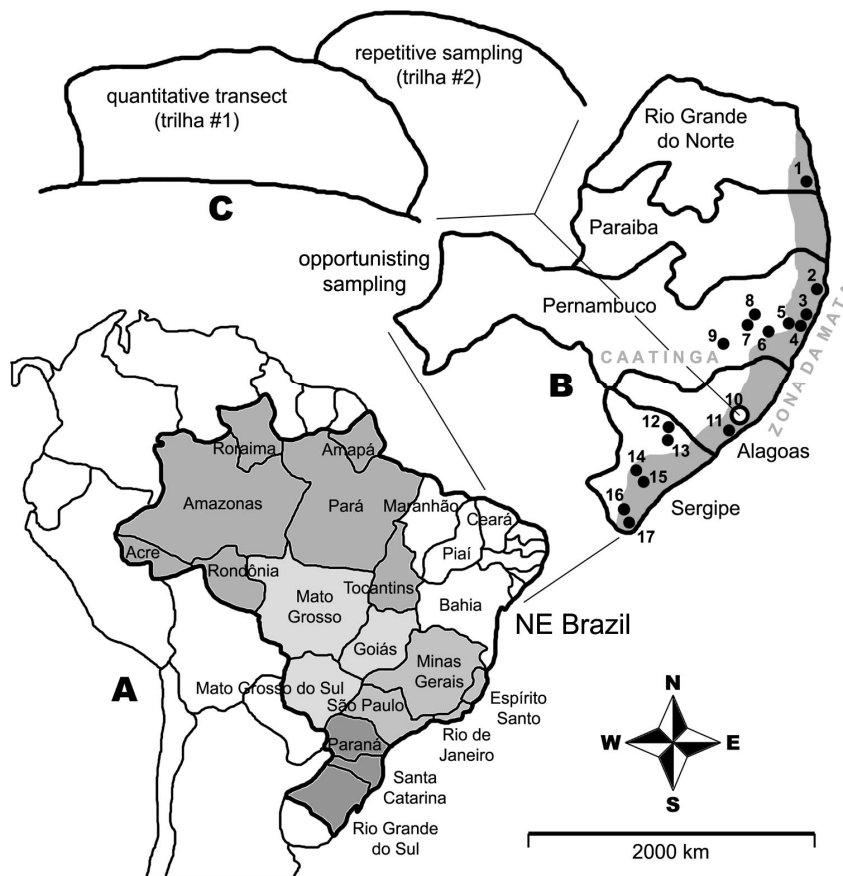 repetitive sampling
(trilha #2)
quantitative transect
(trilha #1)
C
Rio Grande
do Norte
1
Paraiba
opportunisting
sampling
Pernambuco
2
3
4
5
6
7
8
9
CAATINGA
ZONA DA MATA
B
10
11
Alagoas
12
13
14
15
Sergipe
16
17
NE Brazil
Roraima
Amapá
Amazonas
Pará
Maranhão
Ceará
Piaí
Acre
Rondônia
Tocantins
Mato
Grosso
Bahia
Goiás
Minas
Gerais
Mato Grosso do Sul
São Paulo
Espírito
Santo
Rio de
Janeiro
Paraná
Santa
Catarina
Rio Grande
do Sul
A
N
W
E
S
2000 km